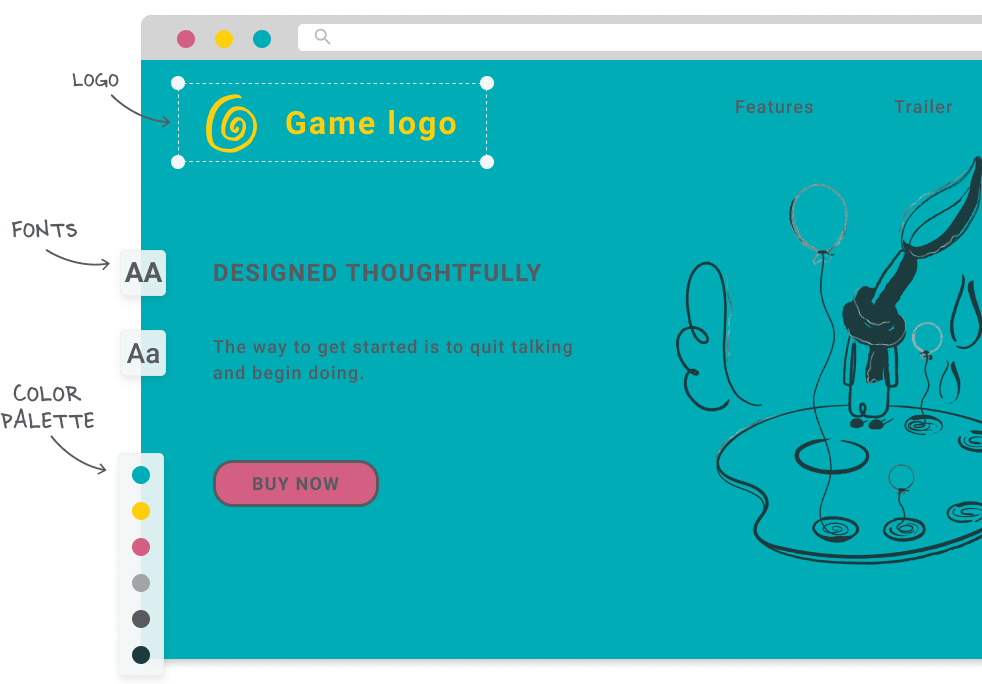 LOGO
Game logo
Features
Trailer
FONTS
AA
DESIGNED THOUGHTFULLY
Aa
The way to get started is to quit talking
and begin doing.
COLOR
PALETTE
BUY NOW